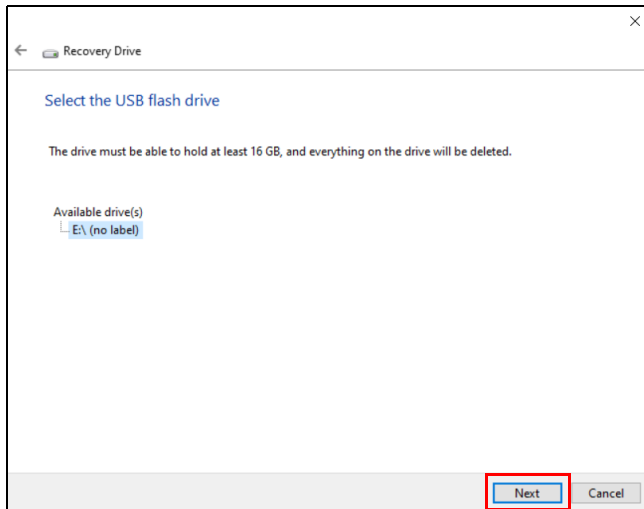 Recovery Drive
Select the USB flash drive
The drive must be able to hold at least 16 GB, and everything on the drive will be deleted.
Available drive(s)
E:\ (no label)
Next
Cancel